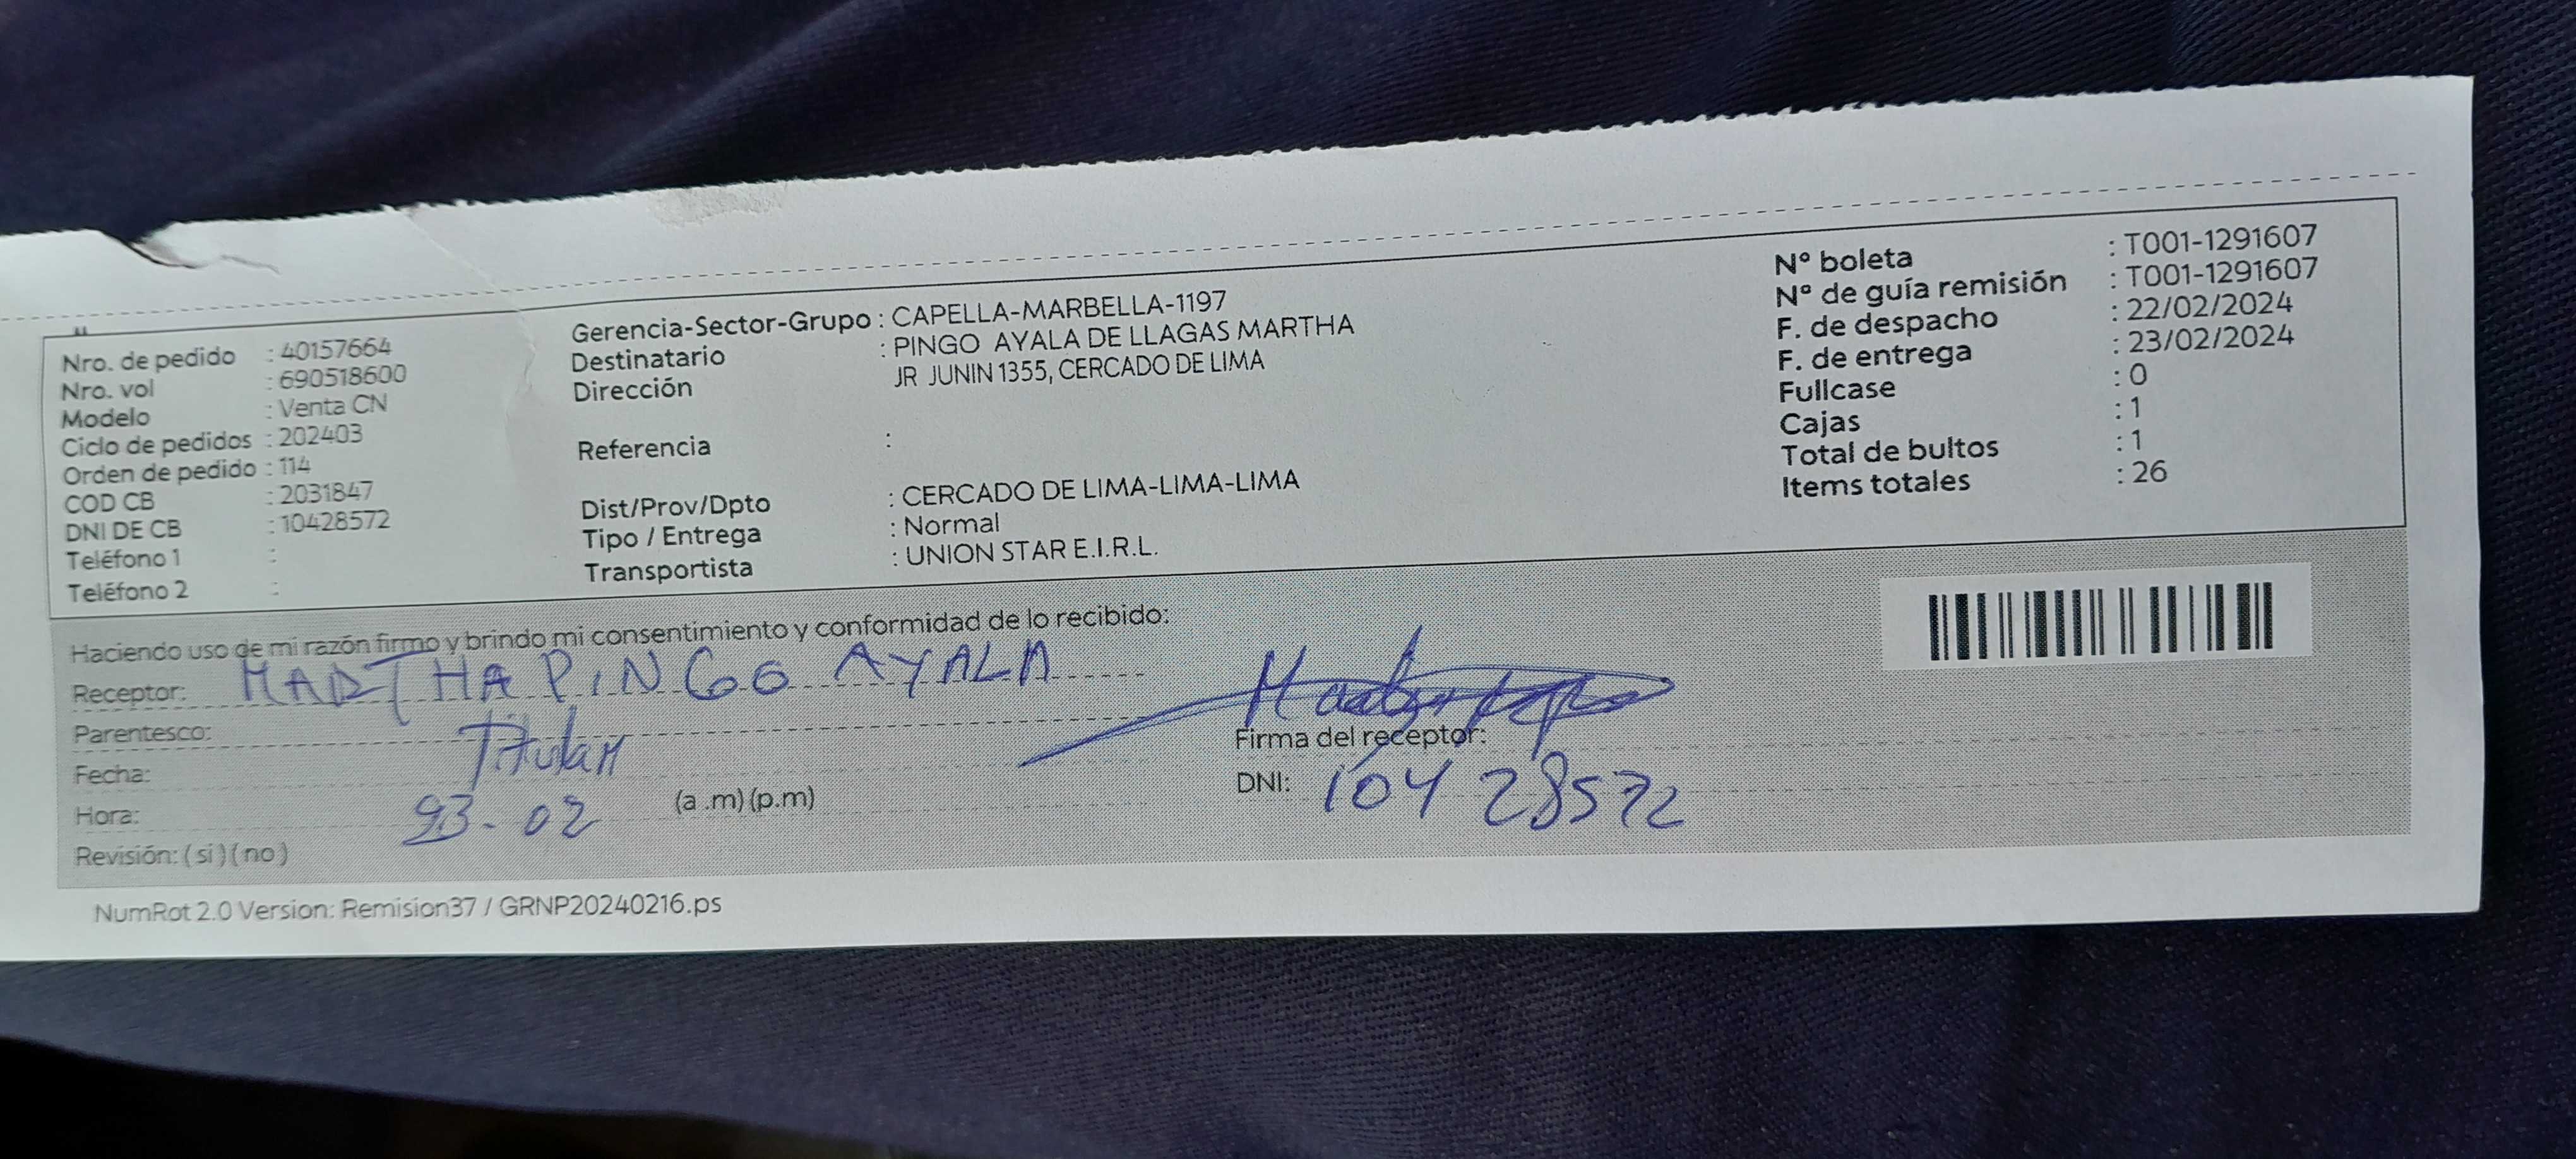 Nro. de pedido : 40157664
Nro. vol : 690518600
Modelo : Venta CN
Ciclo de pedidos : 202403
Orden de pedido : 114
COD CB : 2031847
DNI DE CB : 10428572
Teléfono 1 :
Teléfono 2 :
Gerencia-Sector-Grupo : CAPELLA-MARBELLA-1197
Destinatario : PINGO AYALA DE LLAGAS MARTHA
Dirección JR JUNIN 1355, CERCADO DE LIMA
Referencia :
Dist/Prov/Dpto : CERCADO DE LIMA-LIMA-LIMA
Tipo / Entrega : Normal
Transportista : UNION STAR E.I.R.L.
N° boleta : T001-1291607
N° de guía remisión : T001-1291607
F. de despacho : 22/02/2024
F. de entrega : 23/02/2024
Fullcase : 0
Cajas : 1
Total de bultos : 1
Items totales : 26
Haciendo uso de mi razón firmo y brindo mi consentimiento y conformidad de lo recibido:
Receptor: MARTHA PINGO AYALA
Parentesco: Titular
Fecha:
Hora: 23-02 (a .m) (p.m)
Revisión: ( si ) ( no )
Firma del receptor:
DNI: 10428572
NumRot 2.0 Version: Remision37 / GRNP20240216.ps